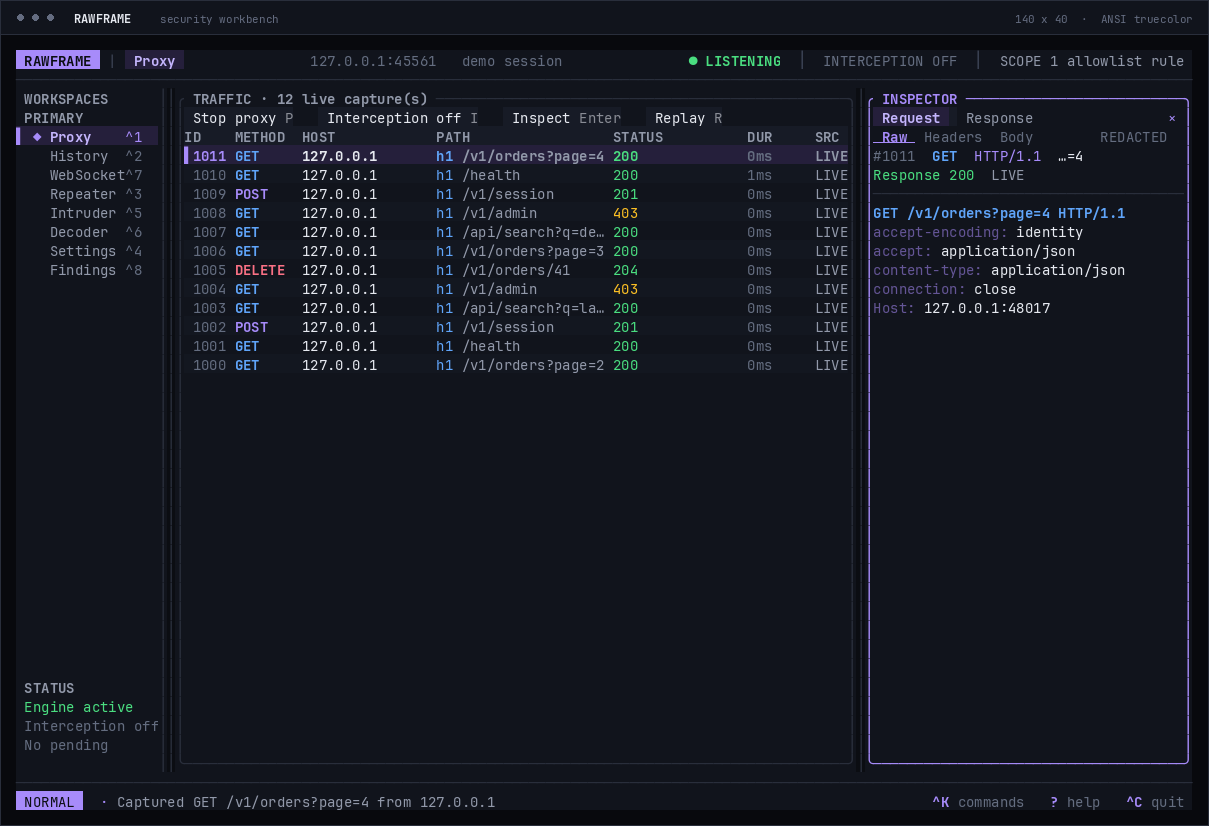 RAWFRAME security workbench 140 x 40 · ANSI truecolor
RAWFRAME | Proxy 127.0.0.1:45561 demo session ● LISTENING │ INTERCEPTION OFF │ SCOPE 1 allowlist rule
WORKSPACES
PRIMARY
◆ Proxy ^1
History ^2
WebSocket^7
Repeater ^3
Intruder ^5
Decoder ^6
Settings ^4
Findings ^8
STATUS
Engine active
Interception off
No pending
TRAFFIC · 12 live capture(s)
Stop proxy P Interception off I Inspect Enter Replay R
ID METHOD HOST PATH STATUS DUR SRC
1011 GET 127.0.0.1 h1 /v1/orders?page=4 200 0ms LIVE
1010 GET 127.0.0.1 h1 /health 200 1ms LIVE
1009 POST 127.0.0.1 h1 /v1/session 201 0ms LIVE
1008 GET 127.0.0.1 h1 /v1/admin 403 0ms LIVE
1007 GET 127.0.0.1 h1 /api/search?q=de… 200 0ms LIVE
1006 GET 127.0.0.1 h1 /v1/orders?page=3 200 0ms LIVE
1005 DELETE 127.0.0.1 h1 /v1/orders/41 204 0ms LIVE
1004 GET 127.0.0.1 h1 /v1/admin 403 0ms LIVE
1003 GET 127.0.0.1 h1 /api/search?q=la… 200 0ms LIVE
1002 POST 127.0.0.1 h1 /v1/session 201 0ms LIVE
1001 GET 127.0.0.1 h1 /health 200 0ms LIVE
1000 GET 127.0.0.1 h1 /v1/orders?page=2 200 0ms LIVE
INSPECTOR
Request Response ×
Raw Headers Body REDACTED
#1011 GET HTTP/1.1 …=4
Response 200 LIVE
GET /v1/orders?page=4 HTTP/1.1
accept-encoding: identity
accept: application/json
content-type: application/json
connection: close
Host: 127.0.0.1:48017
NORMAL · Captured GET /v1/orders?page=4 from 127.0.0.1 ^K commands ? help ^C quit